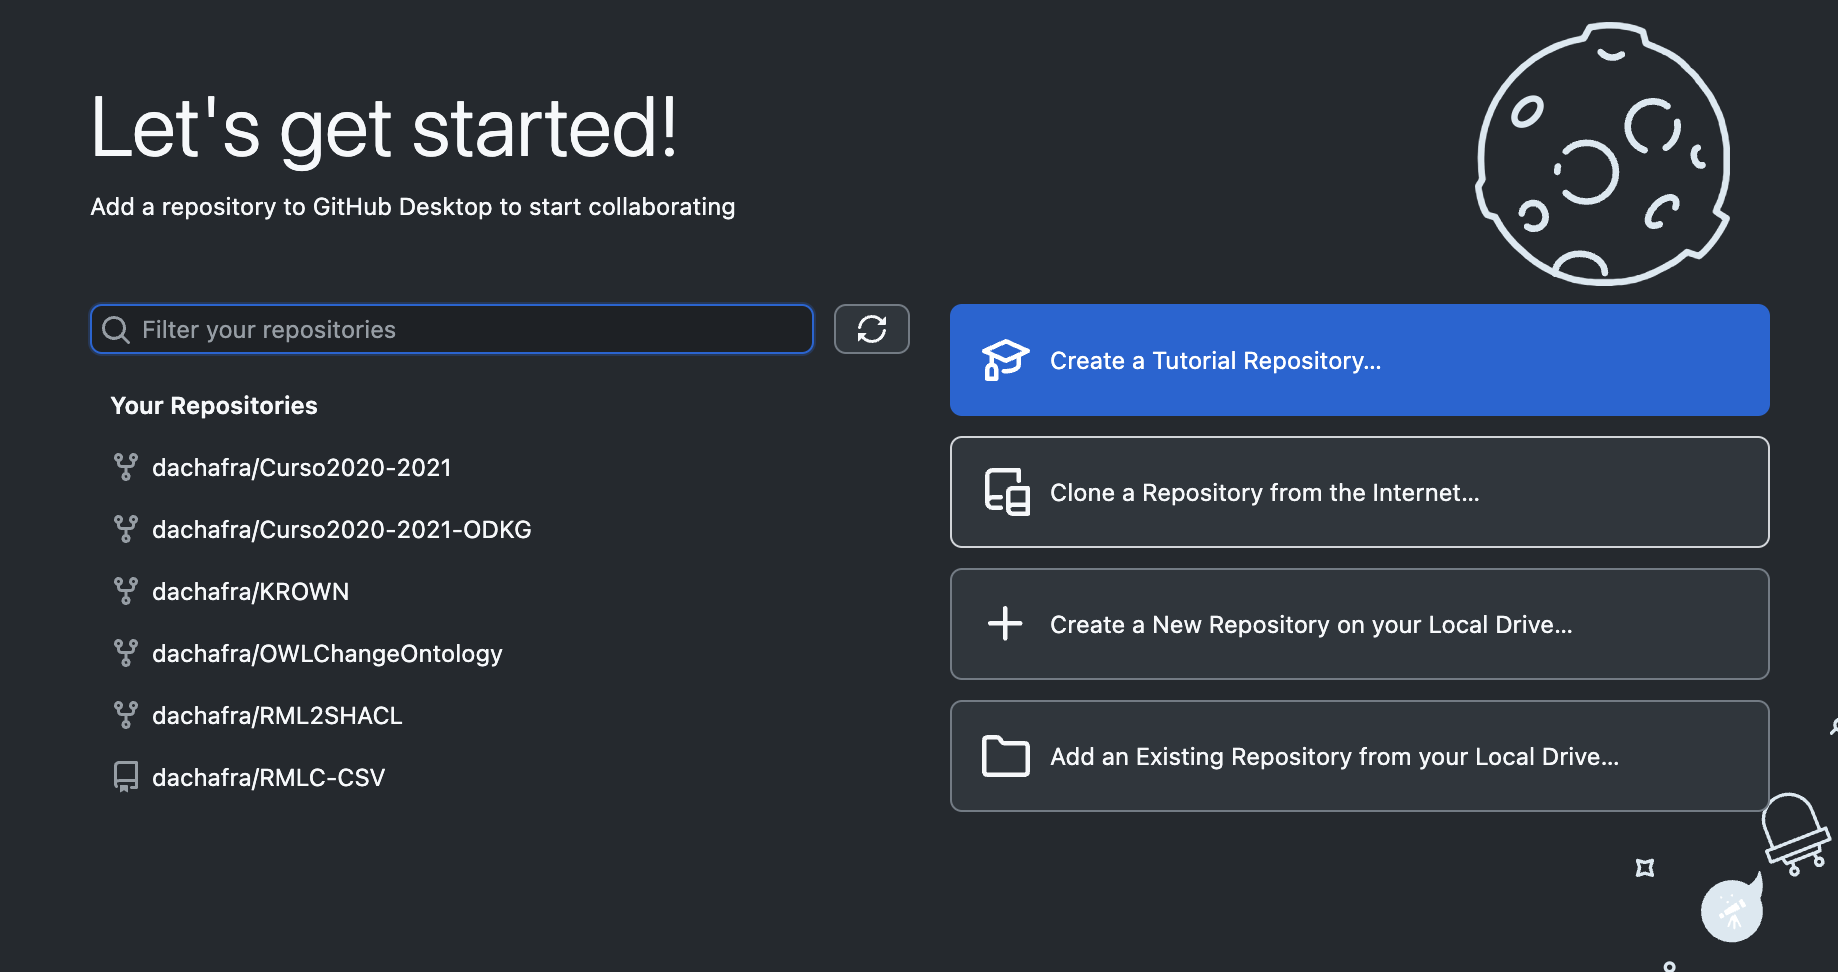 Let's get started!
Add a repository to GitHub Desktop to start collaborating
Filter your repositories
Your Repositories
dachafra/Curso2020-2021
dachafra/Curso2020-2021-ODKG
dachafra/KROWN
dachafra/OWLChangeOntology
dachafra/RML2SHACL
dachafra/RMLC-CSV
Create a Tutorial Repository...
Clone a Repository from the Internet...
Create a New Repository on your Local Drive...
Add an Existing Repository from your Local Drive...